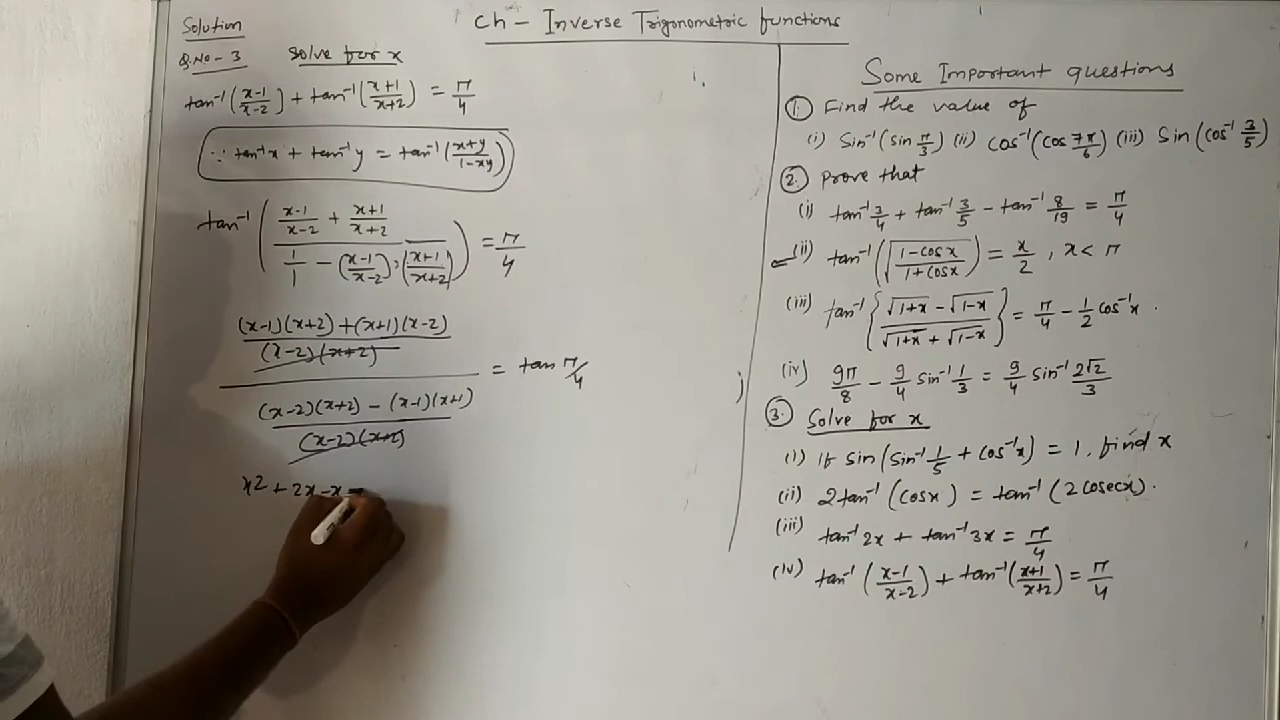 Ch - Inverse Trigonometric functions
Solution
Q.No - 3 Solve for x
tan⁻¹(x-1/x-2) + tan⁻¹(x+1/x+2) = π/4
∵ tan⁻¹x + tan⁻¹y = tan⁻¹(x+y/1-xy)
tan⁻¹((x-1/x-2 + x+1/x+2)/(1/1 - (x-1/x-2)·(x+1/x+2))) = π/4
((x-1)(x+2) + (x+1)(x-2)/(x-2)(x+2))/((x-2)(x+2) - (x-1)(x+1)/(x-2)(x+2)) = tan π/4
x² + 2x - x -
Some Important questions
1. Find the value of
(i) Sin⁻¹(sin π/3) (ii) cos⁻¹(cos 7π/6) (iii) Sin(cos⁻¹ 3/5)
2. Prove that
(i) tan⁻¹ 3/4 + tan⁻¹ 3/5 - tan⁻¹ 8/19 = π/4
(ii) tan⁻¹(√(1-cosx/1+cosx)) = x/2, x < π
(iii) tan⁻¹{√1+x - √1-x/√1+x + √1-x} = π/4 - 1/2 cos⁻¹x.
(iv) 9π/8 - 9/4 sin⁻¹ 1/3 = 9/4 sin⁻¹ 2√2/3
3. Solve for x
(i) If sin(sin⁻¹ 1/5 + cos⁻¹x) = 1, find x
(ii) 2tan⁻¹(cosx) = tan⁻¹(2cosecx).
(iii) tan⁻¹2x + tan⁻¹3x = π/4
(iv) tan⁻¹(x-1/x-2) + tan⁻¹(x+1/x+2) = π/4